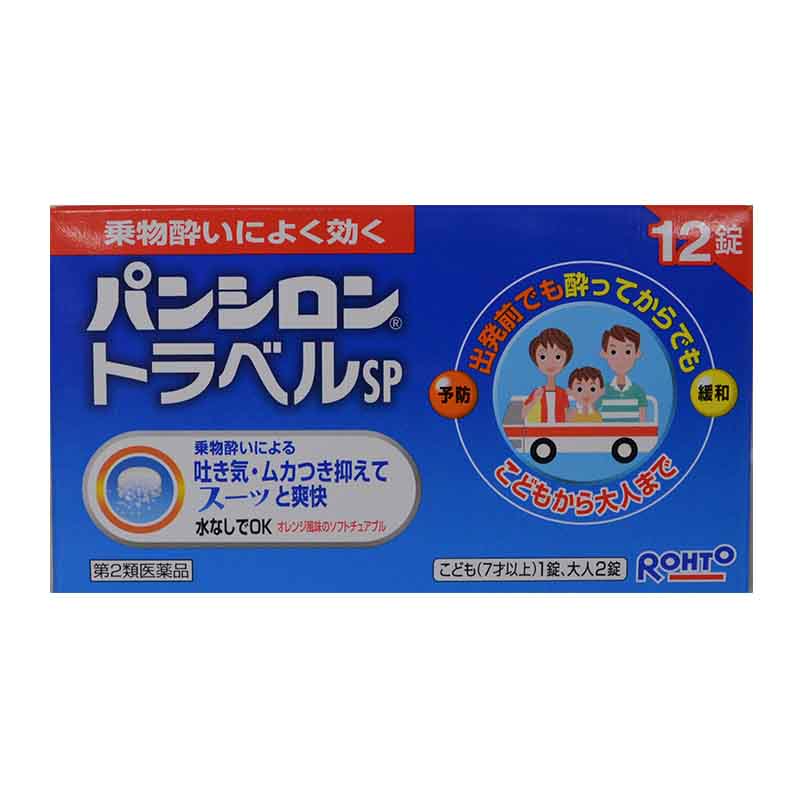 乗物酔いによく効く
12錠
パンシロン®
トラベルSP
出発前でも酔ってからでも
予防
緩和
こどもから大人まで
乗物酔いによる
吐き気・ムカつき抑えて
スーッと爽快
水なしでOK オレンジ風味のソフトチュアブル
第2類医薬品
こども(7才以上)1錠、大人2錠
ROHTO